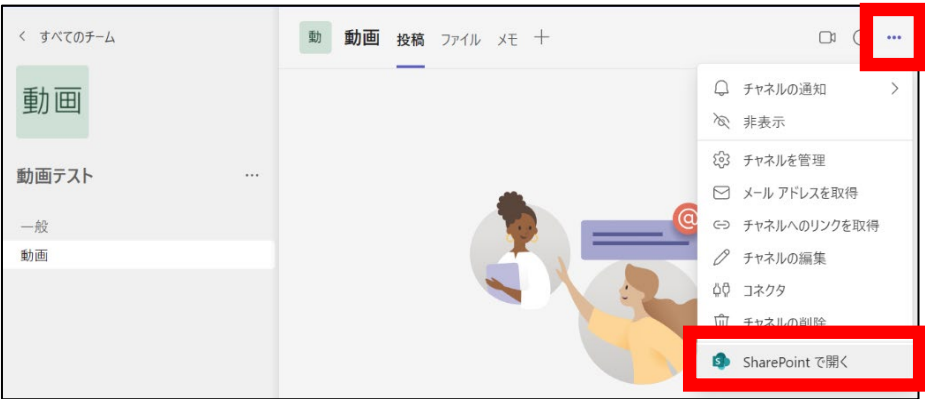 すべてのチーム
動画
動画テスト
一般
動画
動 動画 投稿 ファイル メモ
チャネルの通知
非表示
チャネルを管理
メール アドレスを取得
チャネルへのリンクを取得
チャネルの編集
コネクタ
チャネルの削除
SharePoint で開く
@